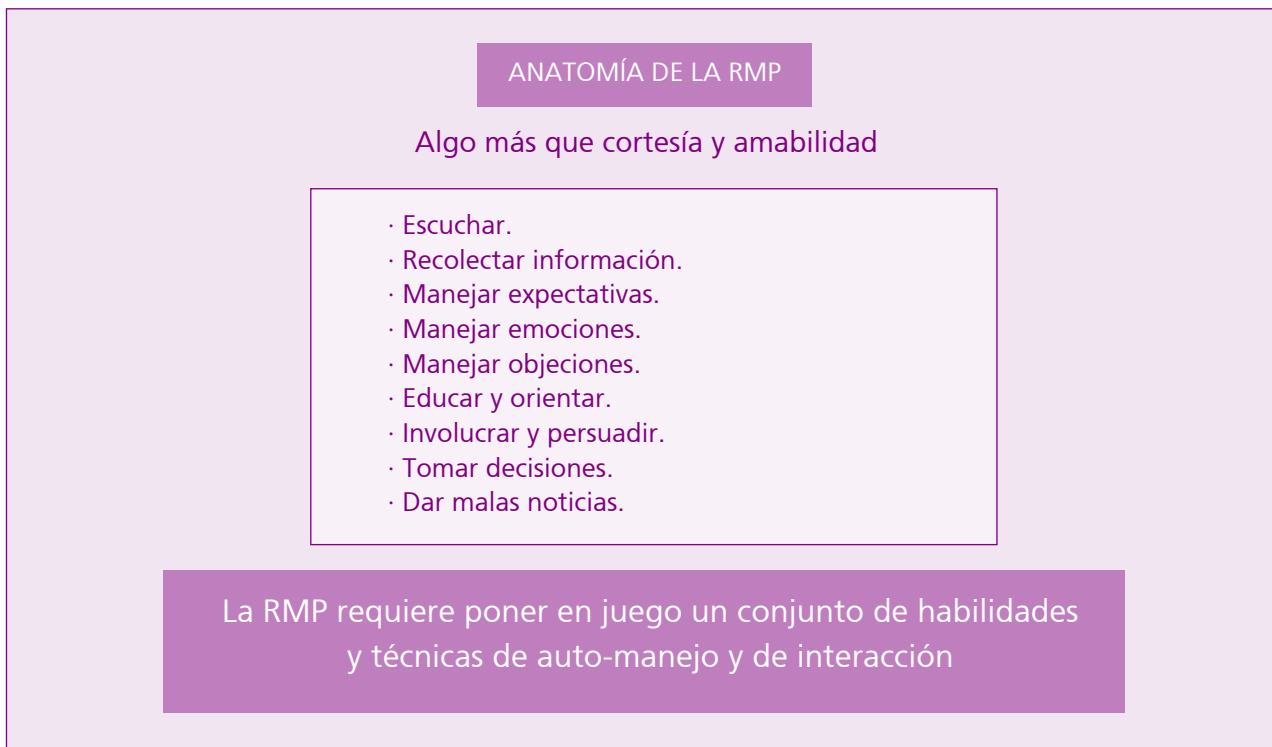 ANATOMÍA DE LA RMP
Algo más que cortesía y amabilidad
· Escuchar.
· Recolectar información.
· Manejar expectativas.
· Manejar emociones.
· Manejar objeciones.
· Educar y orientar.
· Involucrar y persuadir.
· Tomar decisiones.
· Dar malas noticias.
La RMP requiere poner en juego un conjunto de habilidades
y técnicas de auto-manejo y de interacción